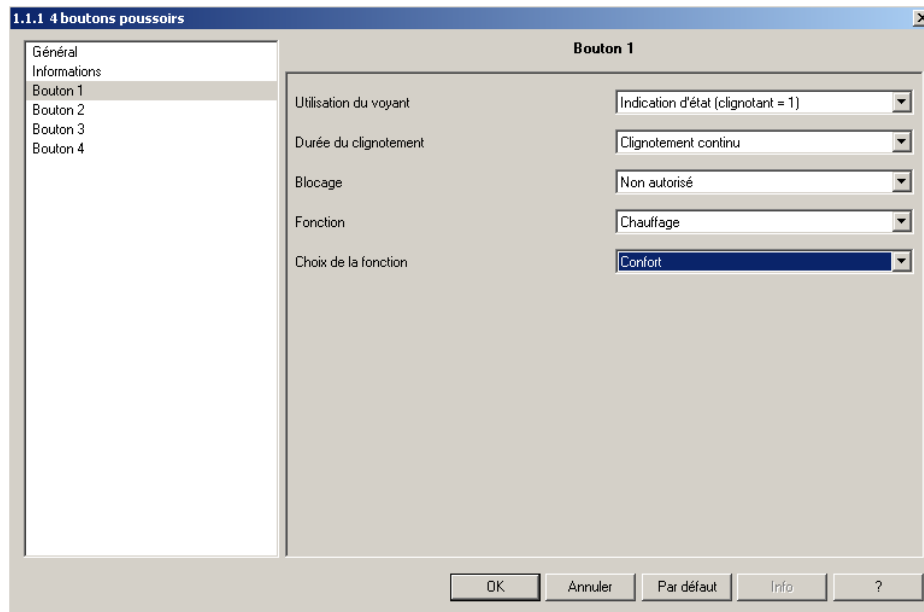 1.1.1 4 boutons poussoirs
Général
Informations
Bouton 1
Bouton 2
Bouton 3
Bouton 4
Bouton 1
Utilisation du voyant Indication d'état (clignotant = 1)
Durée du clignotement Clignotement continu
Blocage Non autorisé
Fonction Chauffage
Choix de la fonction Confort
OK Annuler Par défaut Info ?